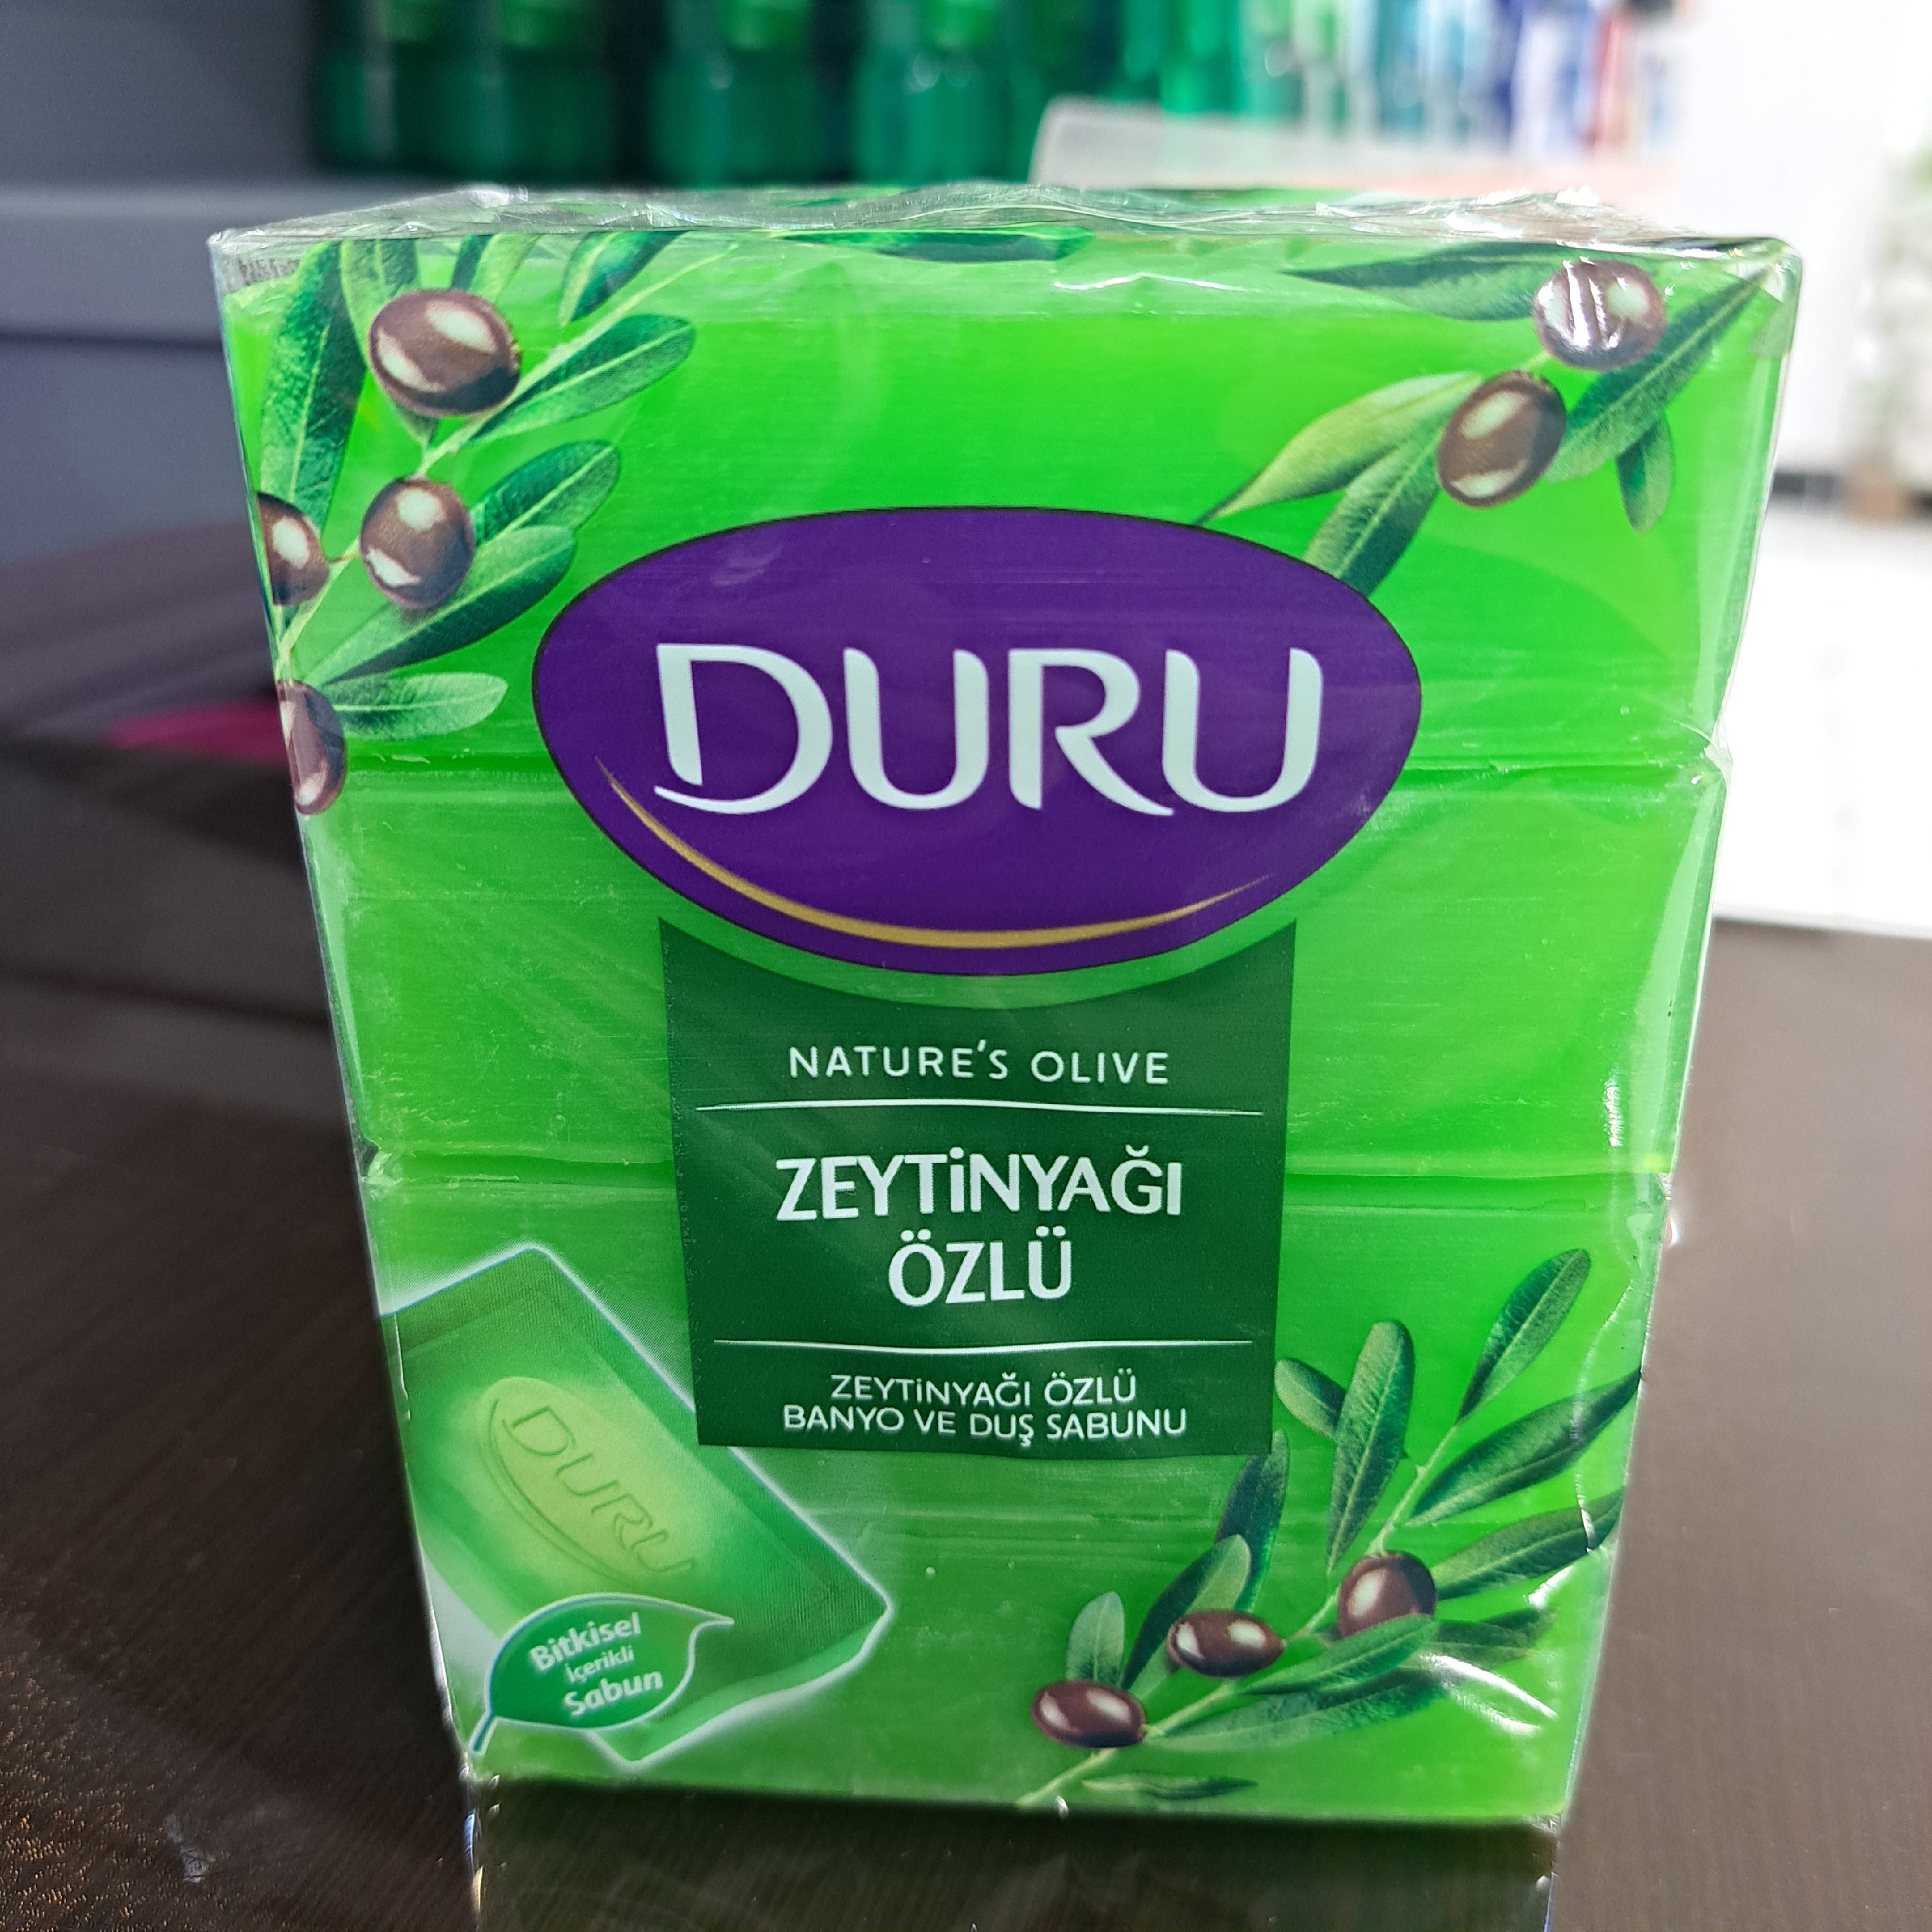 DURU
NATURE'S OLIVE
ZEYTİNYAĞI
ÖZLÜ
ZEYTİNYAĞI ÖZLÜ
BANYO VE DUŞ SABUNU
DURU
Bitkisel
İçerikli
Sabun